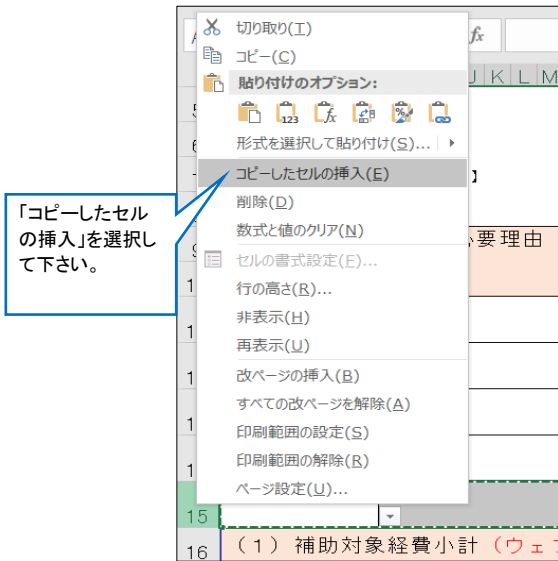 切り取り(T)
コピー(C)
貼り付けのオプション:
123
fx
形式を選択して貼り付け(S)...
コピーしたセルの挿入(E)
削除(D)
数式と値のクリア(N)
セルの書式設定(F)...
行の高さ(R)...
非表示(H)
再表示(U)
改ページの挿入(B)
すべての改ページを解除(A)
印刷範囲の設定(S)
印刷範囲の解除(R)
ページ設定(U)...
「コピーしたセル
の挿入」を選択し
て下さい。
fx
J K L M
】
要理由
15
16 (1)補助対象経費小計(ウェ